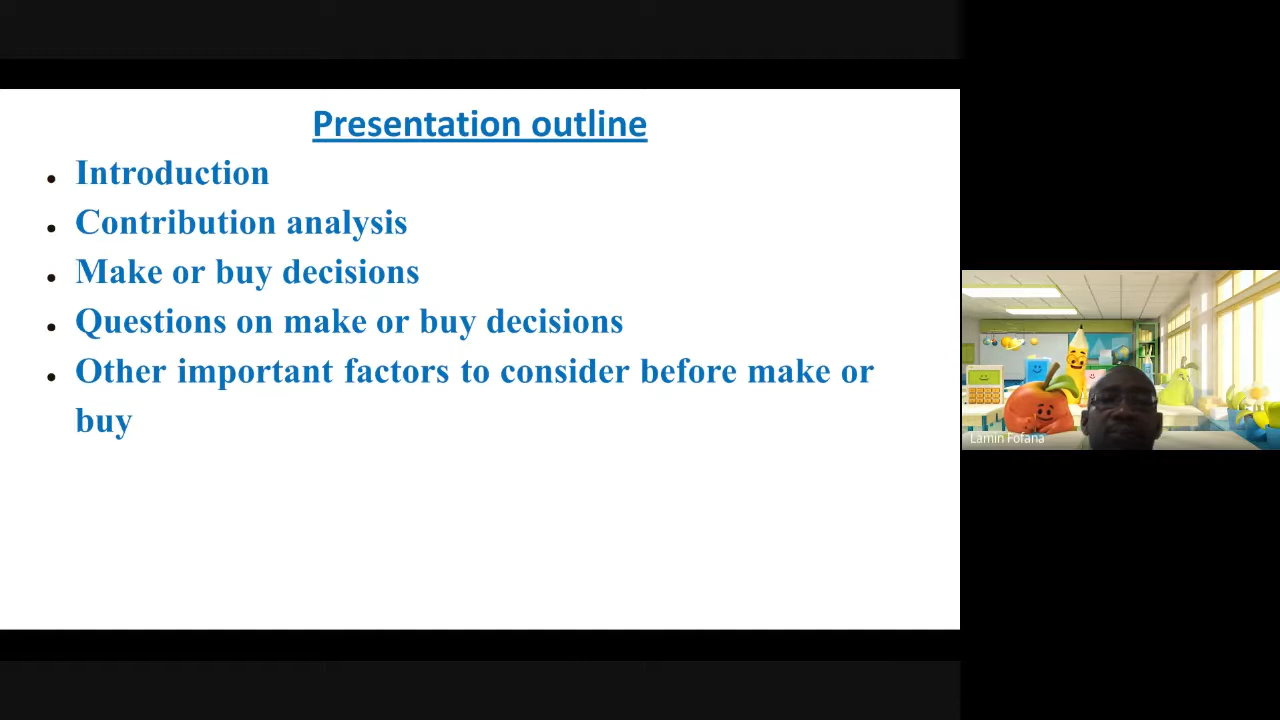 Presentation outline
Introduction
Contribution analysis
Make or buy decisions
Questions on make or buy decisions
Other important factors to consider before make or
buy
Lamin Fofana